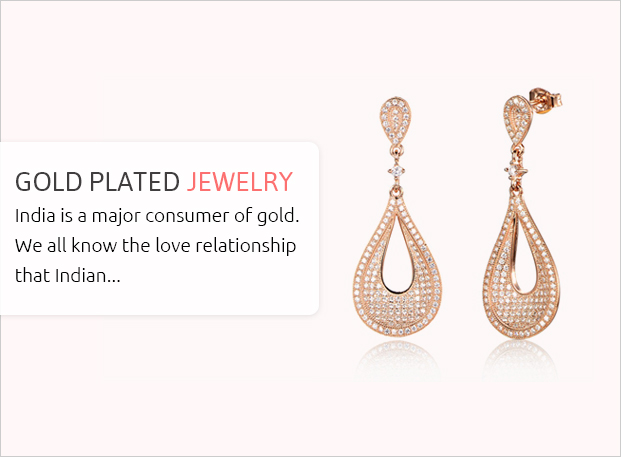 GOLD PLATED JEWELRY
India is a major consumer of gold.
We all know the love relationship
that Indian...